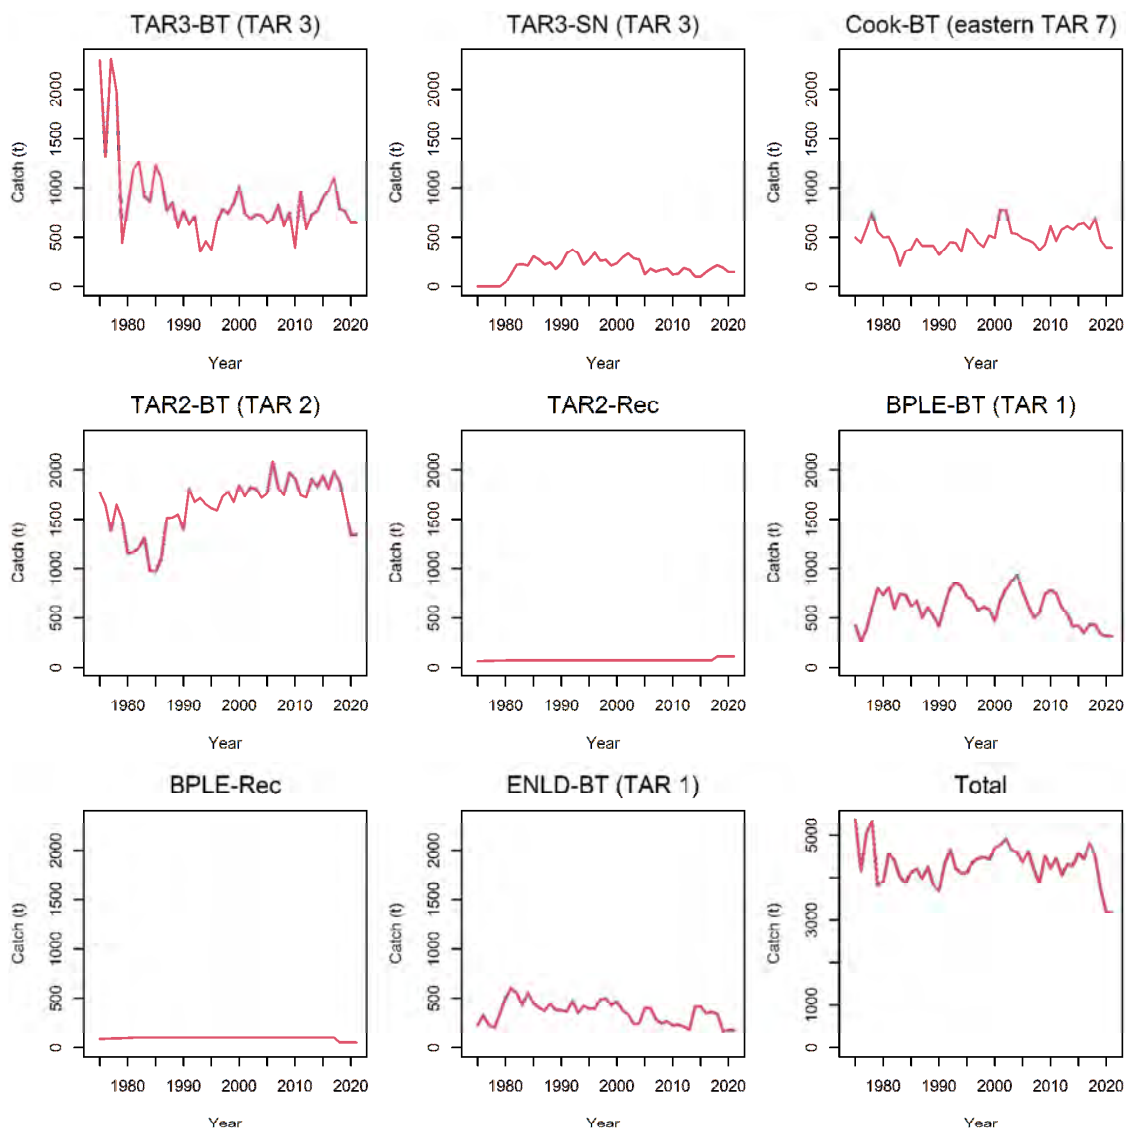 TAR3-BT (TAR 3)
Catch (t)
2000
1500
1000
500
0
1980 1990 2000 2010 2020
Year
TAR3-SN (TAR 3)
Catch (t)
2000
1500
1000
500
0
1980 1990 2000 2010 2020
Year
Cook-BT (eastern TAR 7)
Catch (t)
2000
1500
1000
500
0
1980 1990 2000 2010 2020
Year
TAR2-BT (TAR 2)
Catch (t)
2000
1500
1000
500
0
1980 1990 2000 2010 2020
Year
TAR2-Rec
Catch (t)
2000
1500
1000
500
0
1980 1990 2000 2010 2020
Year
BPLE-BT (TAR 1)
Catch (t)
2000
1500
1000
500
0
1980 1990 2000 2010 2020
Year
BPLE-Rec
Catch (t)
2000
1500
1000
500
0
1980 1990 2000 2010 2020
Year
ENLD-BT (TAR 1)
Catch (t)
2000
1500
1000
500
0
1980 1990 2000 2010 2020
Year
Total
Catch (t)
5000
3000
1000
0
1980 1990 2000 2010 2020
Year